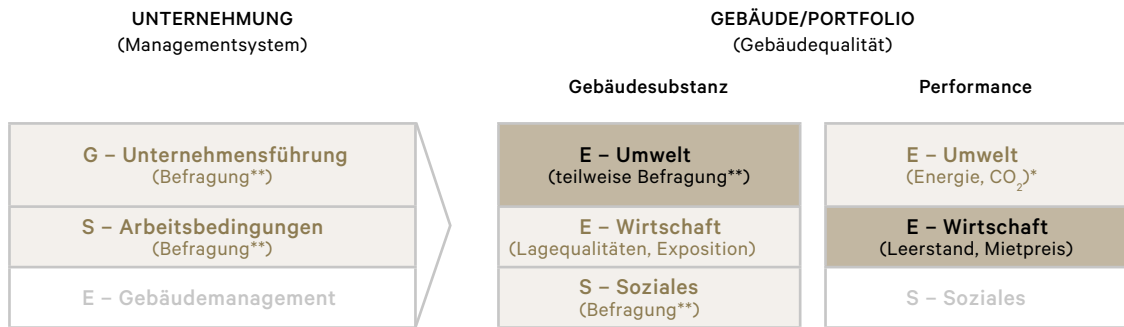 UNTERNEHMUNG
(Managementsystem)
GEBÄUDE/PORTFOLIO
(Gebäudequalität)
Gebäudesubstanz
Performance
G – Unternehmensführung
(Befragung**)
S – Arbeitsbedingungen
(Befragung**)
E – Gebäudemanagement
E – Umwelt
(teilweise Befragung**)
E – Wirtschaft
(Lagequalitäten, Exposition)
S – Soziales
(Befragung**)
E – Umwelt
(Energie, CO₂)*
E – Wirtschaft
(Leerstand, Mietpreis)
S – Soziales